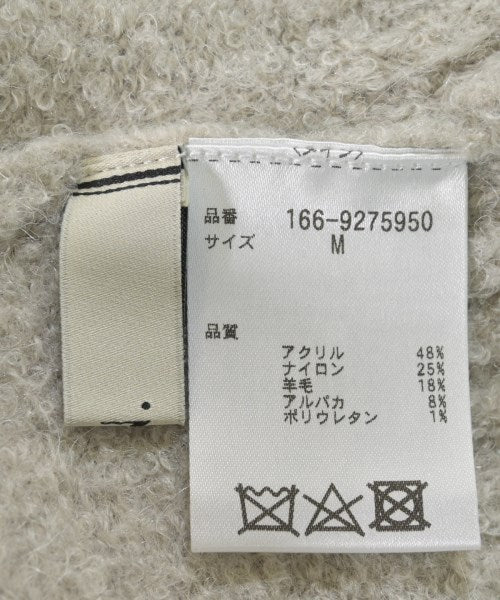 品番 166-9275950
サイズ M
品質
アクリル 48%
ナイロン 25%
羊毛 18%
アルパカ 8%
ポリウレタン 1%